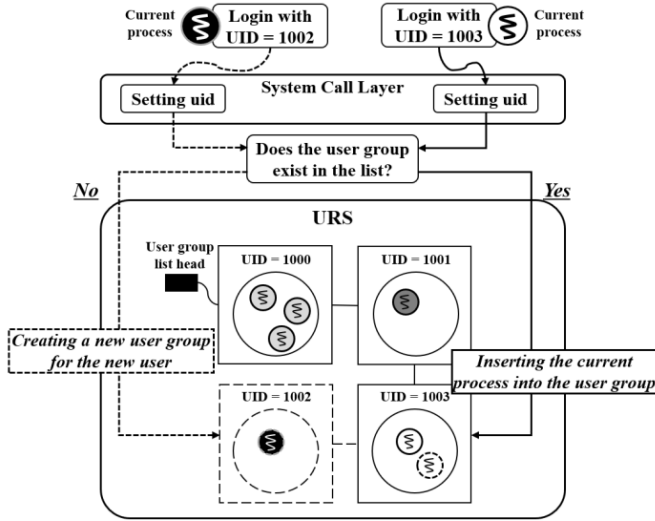 Current
process
Login with
UID = 1002
Login with
UID = 1003
Current
process
System Call Layer
Setting uid
Setting uid
Does the user group
exist in the list?
No
Yes
URS
User group
list head
UID = 1000
UID = 1001
Creating a new user group
for the new user
Inserting the current
process into the user group
UID = 1002
UID = 1003